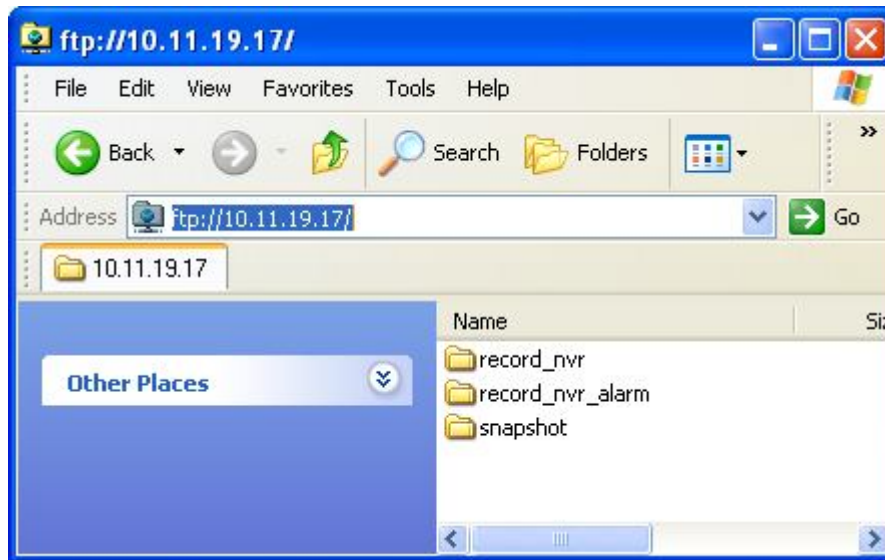 ftp://10.11.19.17/
File Edit View Favorites Tools Help
Back Search Folders »
Address ftp://10.11.19.17/ Go
10.11.19.17
Name Siz
Other Places
record_nvr
record_nvr_alarm
snapshot